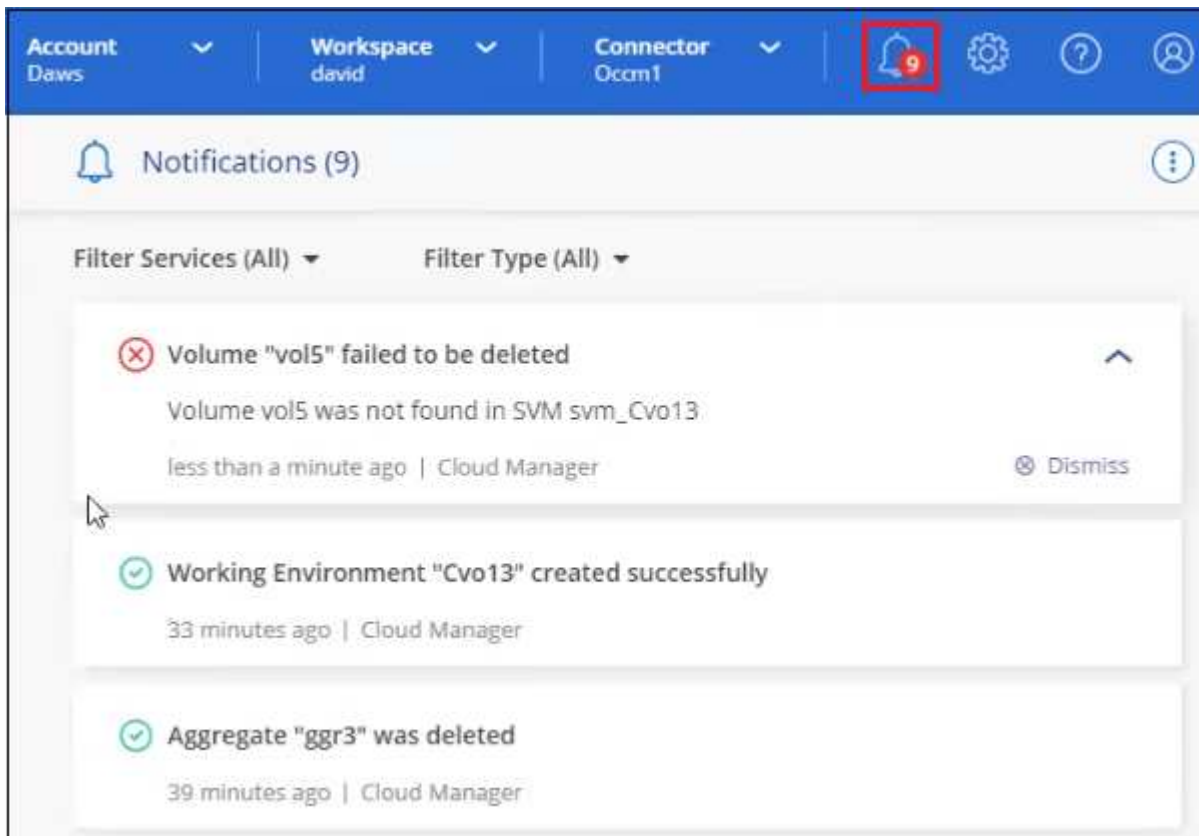 Account Workspace Connector
Daws david Occm1 9
Notifications (9)
Filter Services (All) Filter Type (All)
Volume "vol5" failed to be deleted
Volume vol5 was not found in SVM svm_Cvo13
less than a minute ago | Cloud Manager Dismiss
Working Environment "Cvo13" created successfully
33 minutes ago | Cloud Manager
Aggregate "ggr3" was deleted
39 minutes ago | Cloud Manager